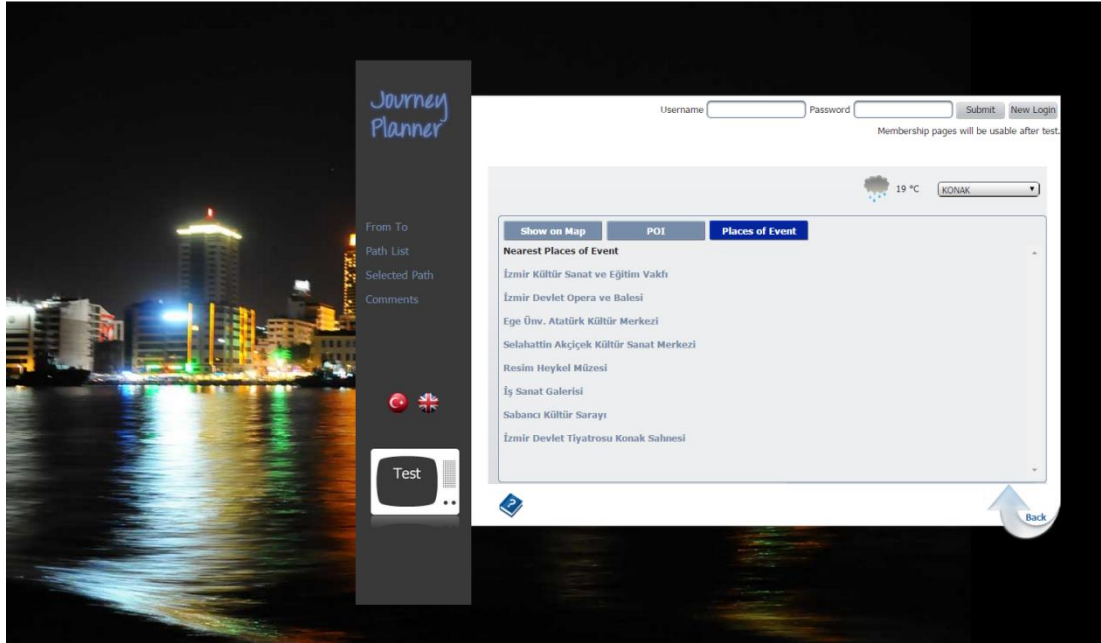 Journey
Planner
Username Password Submit New Login
Membership pages will be usable after test.
19 °C KONAK
From To
Path List
Selected Path
Comments
Show on Map POI Places of Event
Nearest Places of Event
İzmir Kültür Sanat ve Eğitim Vakfı
İzmir Devlet Opera ve Balesi
Ege Ünv. Atatürk Kültür Merkezi
Selahattin Akçiçek Kültür Sanat Merkezi
Resim Heykel Müzesi
İş Sanat Galerisi
Sabancı Kültür Sarayı
İzmir Devlet Tiyatrosu Konak Sahnesi
Test
?
Back